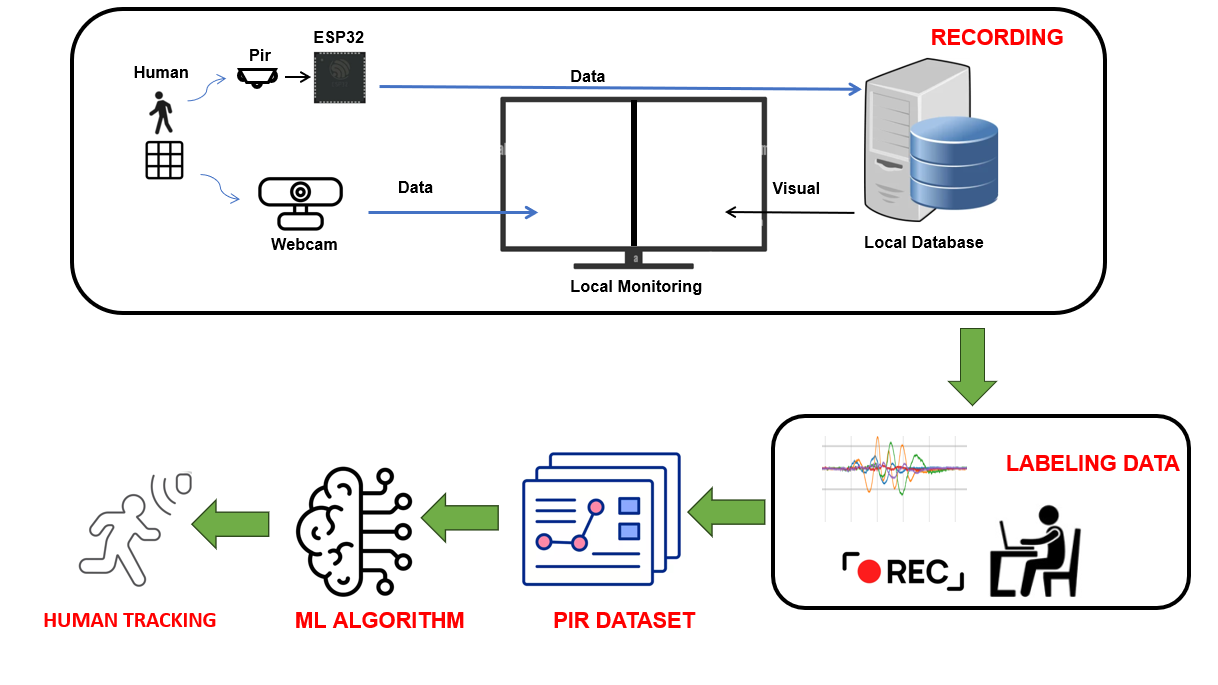 RECORDING
ESP32
Pir
Human
Data
Data
Visual
Webcam
Local Database
Local Monitoring
LABELING DATA
REC
HUMAN TRACKING
ML ALGORITHM
PIR DATASET